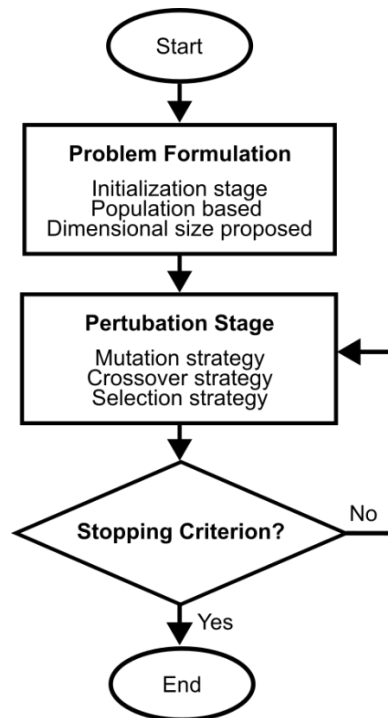 Start
Problem Formulation
Initialization stage
Population based
Dimensional size proposed
Pertubation Stage
Mutation strategy
Crossover strategy
Selection strategy
Stopping Criterion?
No
Yes
End